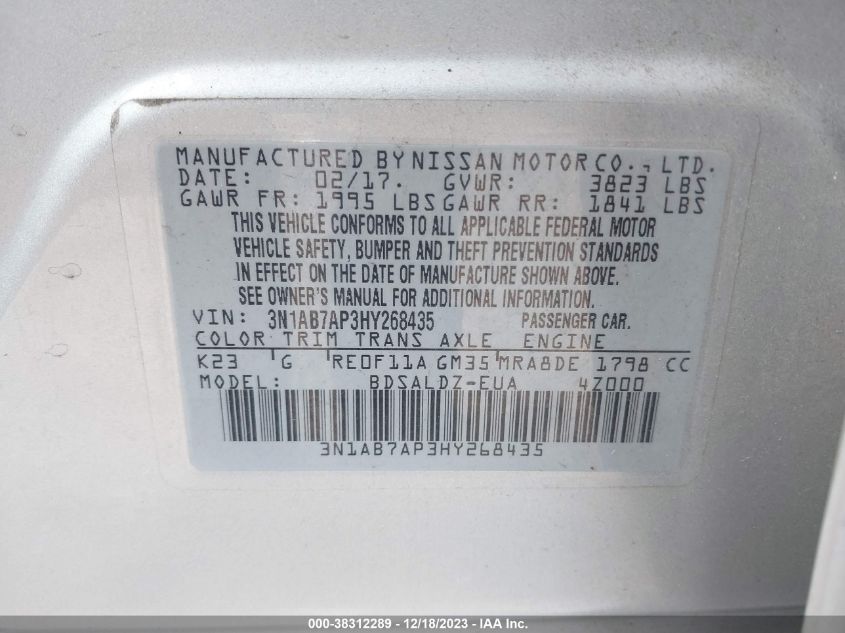 MANUFACTURED BY NISSAN MOTOR CO., LTD.
DATE: 02/17. GVWR: 3823 LBS
GAWR FR: 1995 LBS GAWR RR: 1841 LBS
THIS VEHICLE CONFORMS TO ALL APPLICABLE FEDERAL MOTOR
VEHICLE SAFETY, BUMPER AND THEFT PREVENTION STANDARDS
IN EFFECT ON THE DATE OF MANUFACTURE SHOWN ABOVE.
SEE OWNER'S MANUAL FOR ADDITIONAL INFORMATION.
VIN: 3N1AB7AP3HY268435 PASSENGER CAR.
COLOR TRIM TRANS AXLE ENGINE
K23 G RE0F11A GM35 MRA8DE 1798 CC
MODEL: BDSALDZ-EUA 4Z000
3N1AB7AP3HY268435
000-38312289 - 12/18/2023 - IAA Inc.